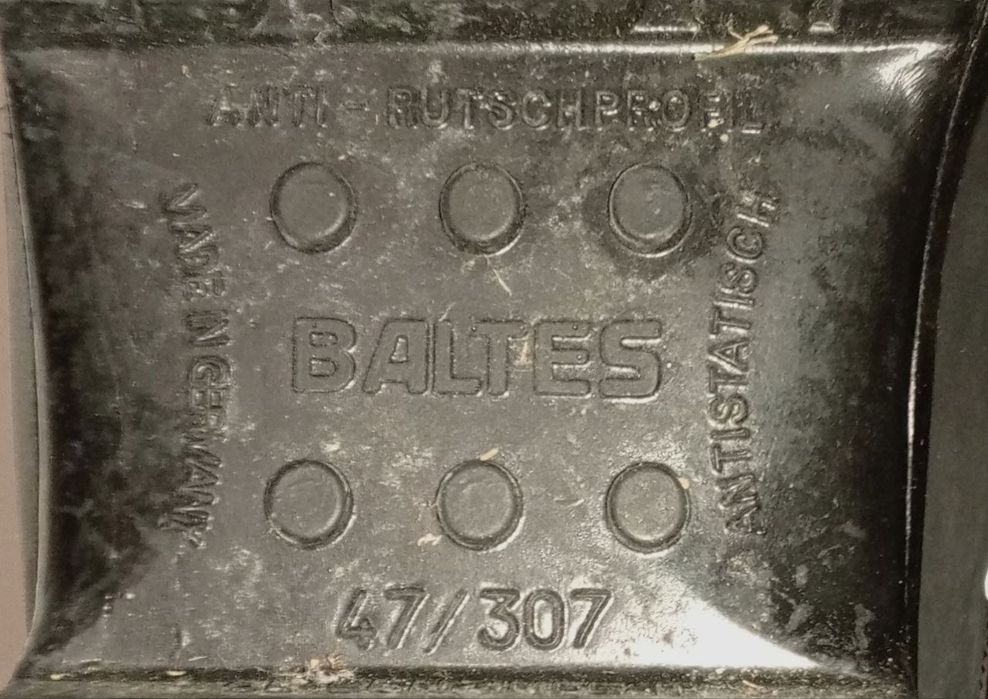 ANTI-RUTSCHPROFIL
MADE IN GERMANY
BALTES
ANTISTATISCH
47/307